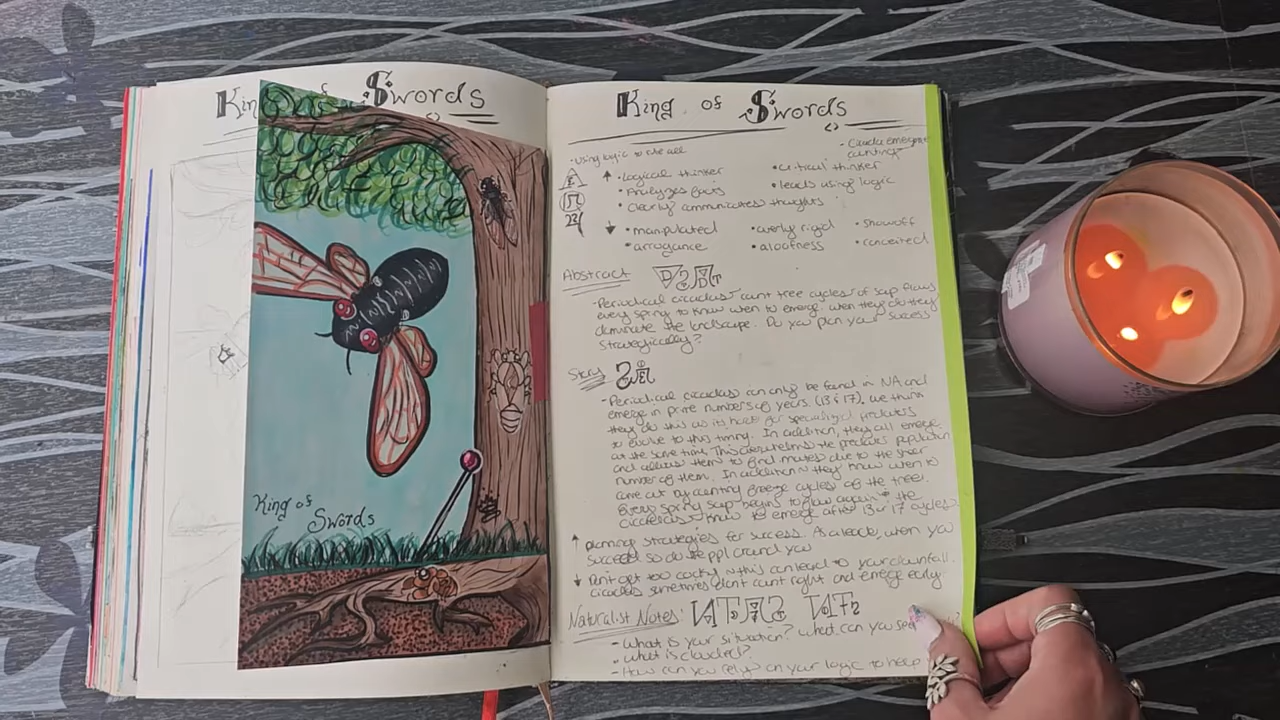 King of Swords
King of
Swords
King of Swords
• Using logic to rule all
- Cicada emergence
counting
↑ • Logical thinker
• Analyzes facts
• Clearly communicates thoughts
• critical thinker
• leads using logic
↓ • manipulated
• arrogance
• overly rigid
• aloofness
• showoff
• conceited
Abstract
- Periodical cicadas count tree cycles of sap flows
every spring to know wen to emerge. wen they do they
dominate the landscape. Do you plan your success
strategically?
Story
- Periodical cicadas can only be found in NA and
emerge in prime numbers of years. (13 & 17). we think
they do this as its hard for specialized predators
to evolve to this timing. In addition, they all emerge
at the same time. This overwhelms the predators population
and allows them to find mates due to the sheer
number of them. In addition they know wen to
come out by counting freeze cycles of the tree.
Every spring sap begins to flow again & the
cicadas know to emerge after 13 or 17 cycles
↑ planning strategies for success. As a leader, when you
succeed so do the ppl around you
↓ Don't get too cocky, this can lead to your downfall.
cicadas sometimes don't count right and emerge early.
Naturalist Notes:
- What is your situation? what can you
- What is clouded?
- How can you rely on your logic to help